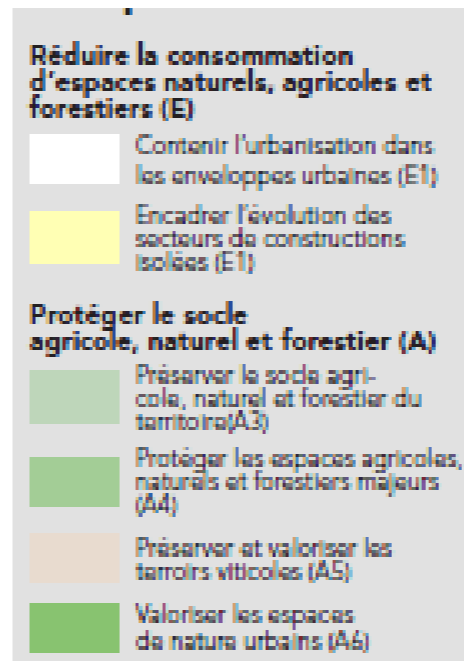 Réduire la consommation
d'espaces naturels, agricoles et
forestiers (E)
Contenir l'urbanisation dans
les enveloppes urbaines (E1)
Encadrer l'évolution des
secteurs de constructions
isolées (E1)
Protéger le socle
agricole, naturel et forestier (A)
Préserver le socle agri-
cole, naturel et forestier du
territoire(A3)
Protéger les espaces agricoles,
naturels et forestiers majeurs
(A4)
Préserver et valoriser les
terroirs viticoles (A5)
Valoriser les espaces
de nature urbains (A6)